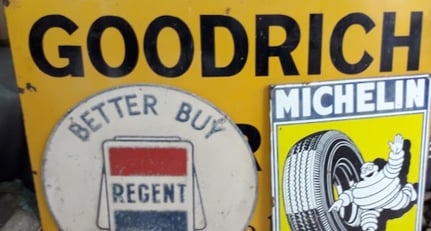 GOODRICH
BETTER BUY
REGENT
MICHELIN